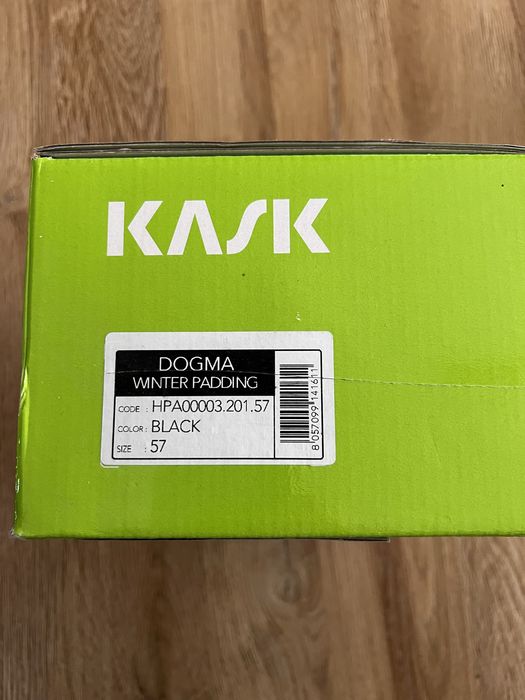 KASK
DOGMA
WINTER PADDING
CODE : HPA00003.201.57
COLOR : BLACK
SIZE : 57
8 057099 141611